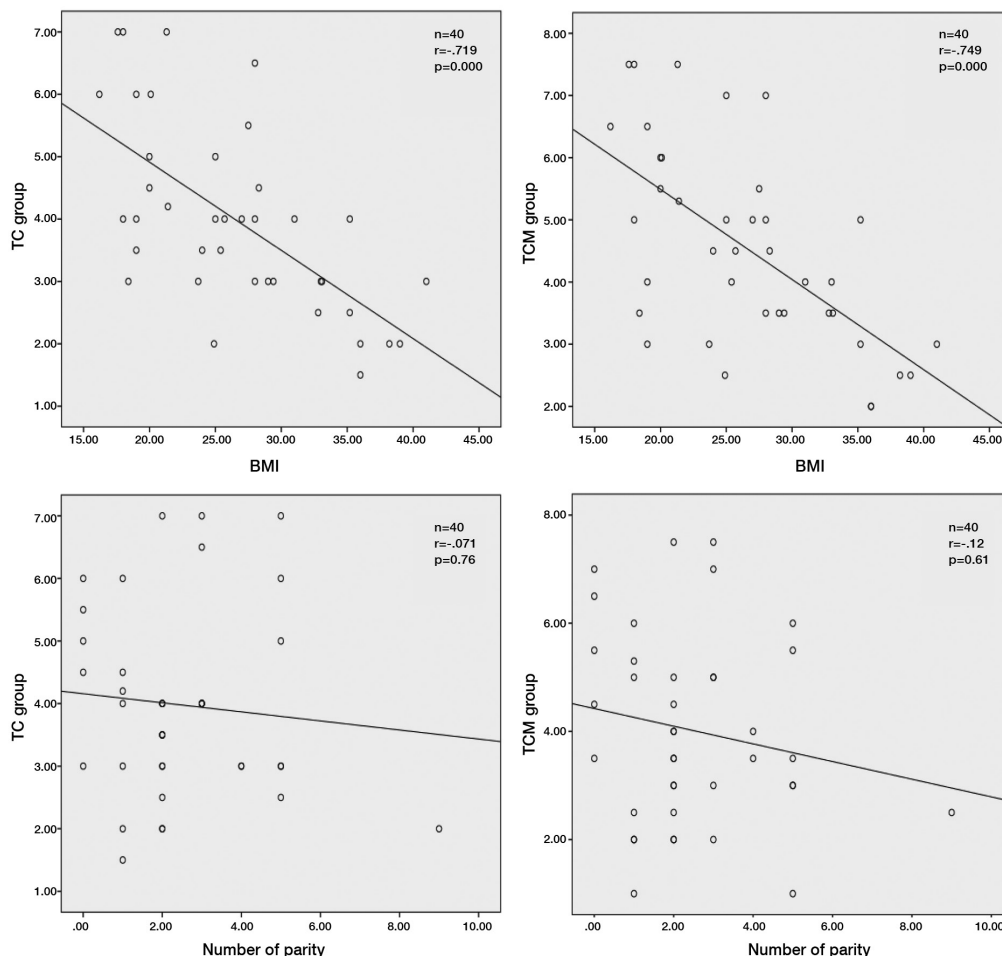 n=40
r=-.719
p=0.000
7.00
6.00
5.00
4.00
3.00
2.00
1.00
TC group
15.00 20.00 25.00 30.00 35.00 40.00 45.00
BMI
n=40
r=-.749
p=0.000
8.00
7.00
6.00
5.00
4.00
3.00
2.00
TCM group
15.00 20.00 25.00 30.00 35.00 40.00 45.00
BMI
n=40
r=-.071
p=0.76
7.00
6.00
5.00
4.00
3.00
2.00
1.00
TC group
.00 2.00 4.00 6.00 8.00 10.00
Number of parity
n=40
r=-.12
p=0.61
8.00
6.00
4.00
2.00
TCM group
.00 2.00 4.00 6.00 8.00 10.00
Number of parity